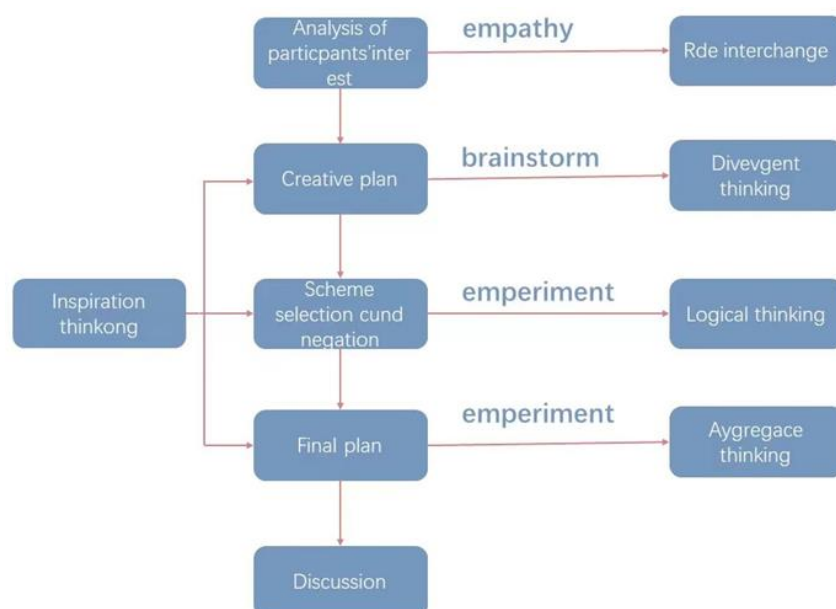 Analysis of
particpants'inter
est
empathy
Rde interchange
Creative plan
brainstorm
Divevgent
thinking
Inspiration
thinkong
Scheme
selection cund
negation
emperiment
Logical thinking
Final plan
emperiment
Aygregace
thinking
Discussion